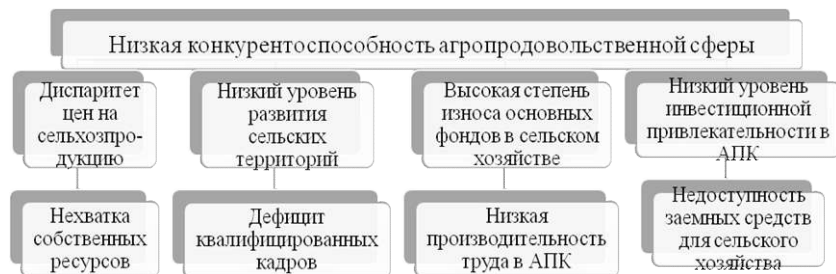 Низкая конкурентоспособность агропродовольственной сферы
Диспаритет
цен на
сельхозпро-
дукцию
Низкий уровень
развития
сельских
территорий
Высокая степень
износа основных
фондов в сельском
хозяйстве
Низкий уровень
инвестиционной
привлекательности в
АПК
Нехватка
собственных
ресурсов
Дефицит
квалифицированных
кадров
Низкая
производительность
труда в АПК
Недоступность
заемных средств
для сельского
хозяйства